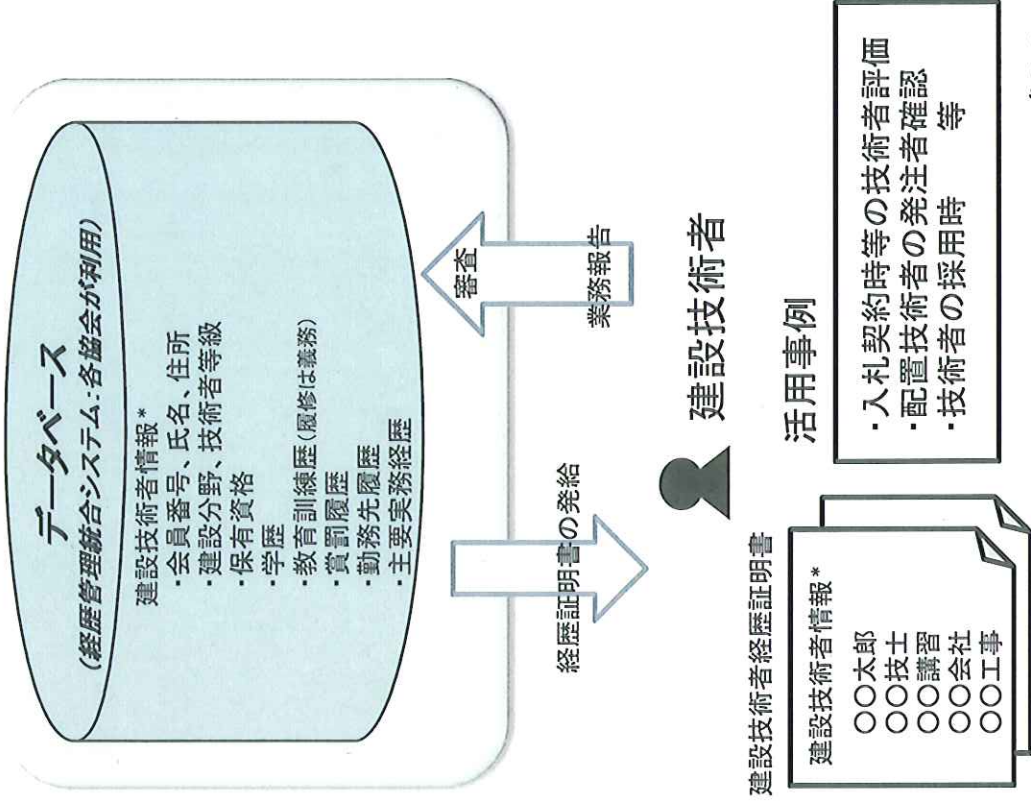 データベース
(経歴管理統合システム:各協会が利用)
建設技術者情報*
・会員番号、氏名、住所
・建設分野、技術者等級
・保有資格
・学歴
・教育訓練歴(履修は義務)
・賞罰履歴
・勤務先履歴
・主要実務経歴
経歴証明書の発給
審査
業務報告
建設技術者
建設技術者経歴証明書
建設技術者情報*
○○太郎
○○技士
○○講習
○○会社
○○工事
活用事例
・入札契約時等の技術者評価
・配置技術者の発注者確認
・技術者の採用時　等